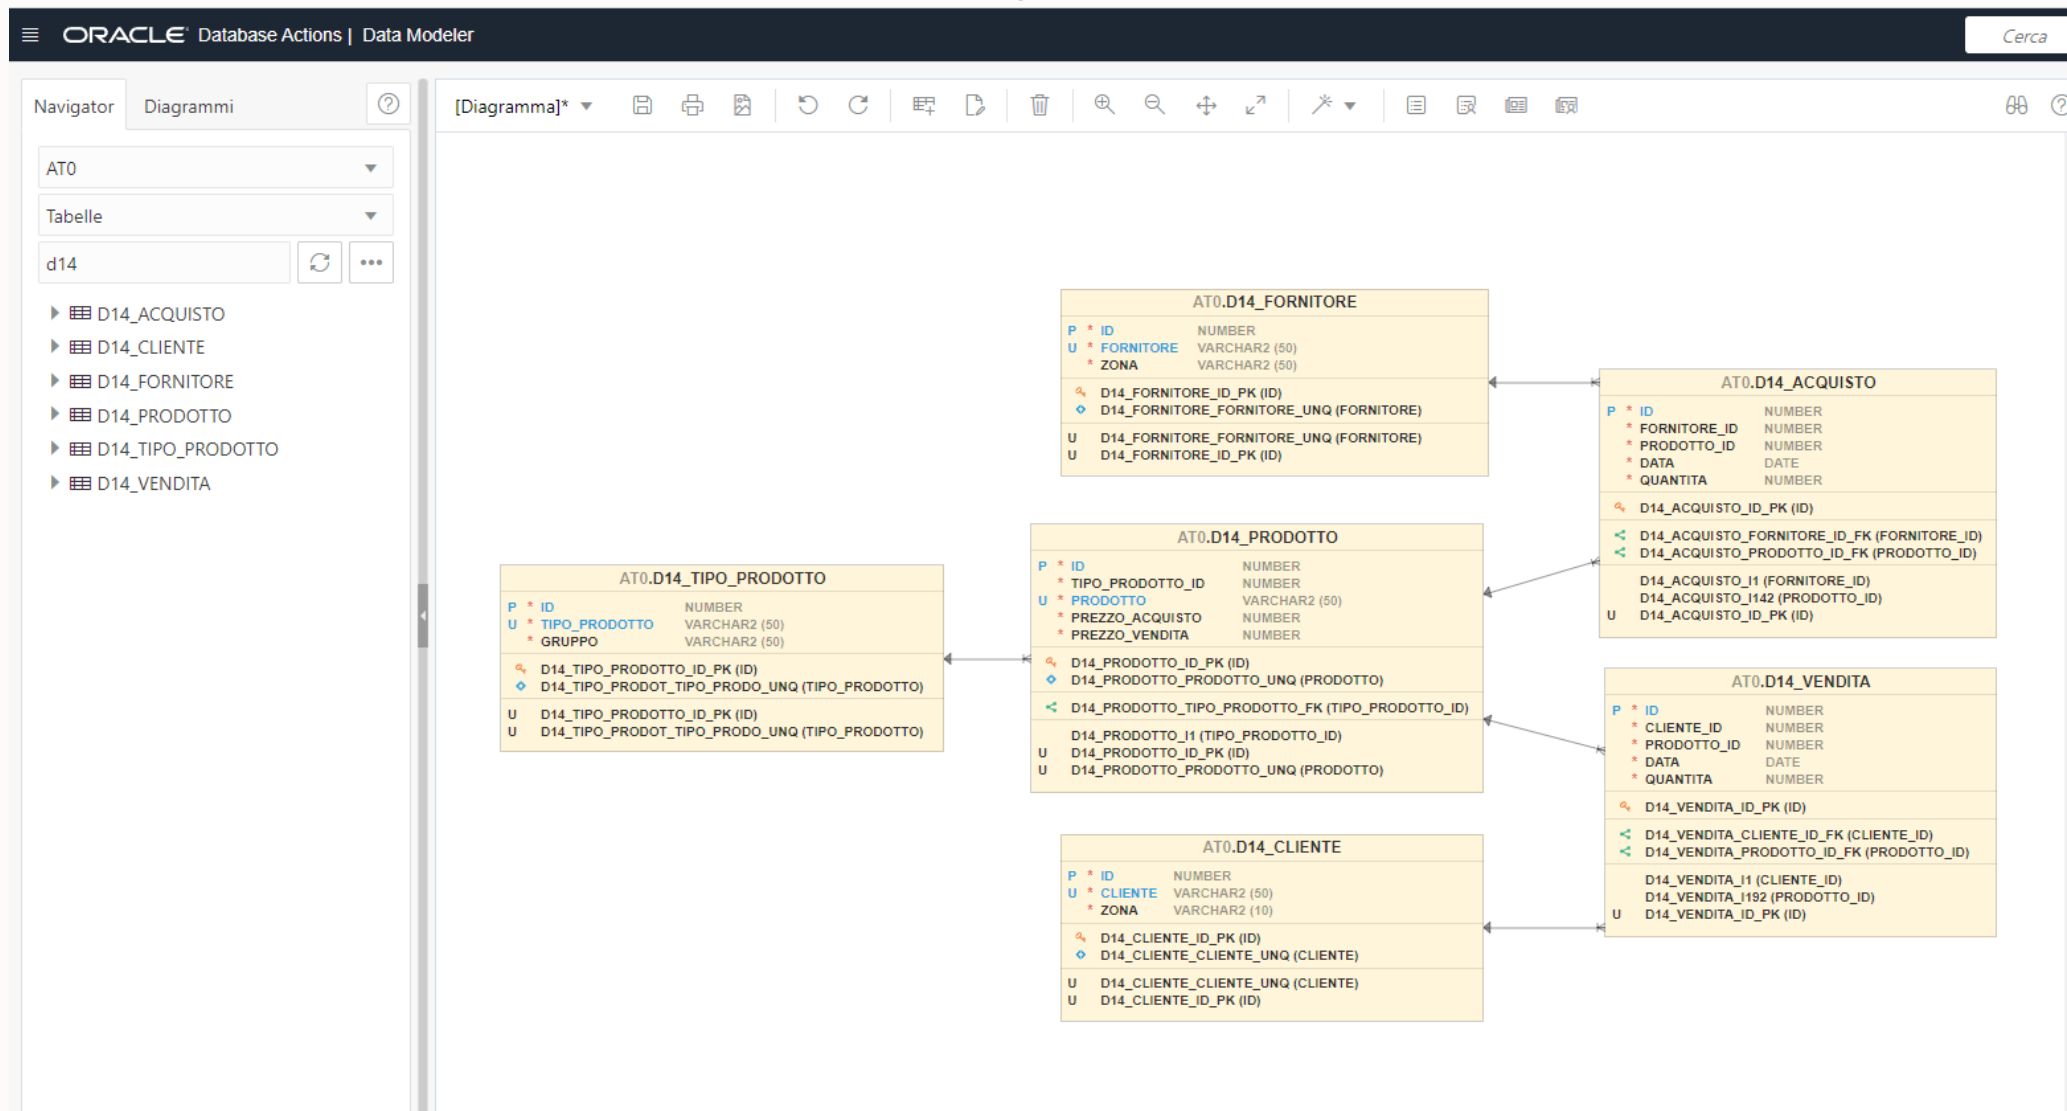 ORACLE Database Actions | Data Modeler
Cerca
Navigator
Diagrammi
[Diagramma]*
AT0
Tabelle
d14
D14_ACQUISTO
D14_CLIENTE
D14_FORNITORE
D14_PRODOTTO
D14_TIPO_PRODOTTO
D14_VENDITA
AT0.D14_FORNITORE
P * ID NUMBER
U * FORNITORE VARCHAR2 (50)
* ZONA VARCHAR2 (50)
D14_FORNITORE_ID_PK (ID)
D14_FORNITORE_FORNITORE_UNQ (FORNITORE)
U D14_FORNITORE_FORNITORE_UNQ (FORNITORE)
U D14_FORNITORE_ID_PK (ID)
AT0.D14_ACQUISTO
P * ID NUMBER
* FORNITORE_ID NUMBER
* PRODOTTO_ID NUMBER
* DATA DATE
* QUANTITA NUMBER
D14_ACQUISTO_ID_PK (ID)
D14_ACQUISTO_FORNITORE_ID_FK (FORNITORE_ID)
D14_ACQUISTO_PRODOTTO_ID_FK (PRODOTTO_ID)
D14_ACQUISTO_I1 (FORNITORE_ID)
D14_ACQUISTO_I142 (PRODOTTO_ID)
U D14_ACQUISTO_ID_PK (ID)
AT0.D14_PRODOTTO
P * ID NUMBER
* TIPO_PRODOTTO_ID NUMBER
U * PRODOTTO VARCHAR2 (50)
* PREZZO_ACQUISTO NUMBER
* PREZZO_VENDITA NUMBER
D14_PRODOTTO_ID_PK (ID)
D14_PRODOTTO_PRODOTTO_UNQ (PRODOTTO)
D14_PRODOTTO_TIPO_PRODOTTO_FK (TIPO_PRODOTTO_ID)
D14_PRODOTTO_I1 (TIPO_PRODOTTO_ID)
U D14_PRODOTTO_ID_PK (ID)
U D14_PRODOTTO_PRODOTTO_UNQ (PRODOTTO)
AT0.D14_TIPO_PRODOTTO
P * ID NUMBER
U * TIPO_PRODOTTO VARCHAR2 (50)
* GRUPPO VARCHAR2 (50)
D14_TIPO_PRODOTTO_ID_PK (ID)
D14_TIPO_PRODOT_TIPO_PRODO_UNQ (TIPO_PRODOTTO)
U D14_TIPO_PRODOTTO_ID_PK (ID)
U D14_TIPO_PRODOT_TIPO_PRODO_UNQ (TIPO_PRODOTTO)
AT0.D14_VENDITA
P * ID NUMBER
* CLIENTE_ID NUMBER
* PRODOTTO_ID NUMBER
* DATA DATE
* QUANTITA NUMBER
D14_VENDITA_ID_PK (ID)
D14_VENDITA_CLIENTE_ID_FK (CLIENTE_ID)
D14_VENDITA_PRODOTTO_ID_FK (PRODOTTO_ID)
D14_VENDITA_I1 (CLIENTE_ID)
D14_VENDITA_I192 (PRODOTTO_ID)
U D14_VENDITA_ID_PK (ID)
AT0.D14_CLIENTE
P * ID NUMBER
U * CLIENTE VARCHAR2 (50)
* ZONA VARCHAR2 (10)
D14_CLIENTE_ID_PK (ID)
D14_CLIENTE_CLIENTE_UNQ (CLIENTE)
U D14_CLIENTE_CLIENTE_UNQ (CLIENTE)
U D14_CLIENTE_ID_PK (ID)